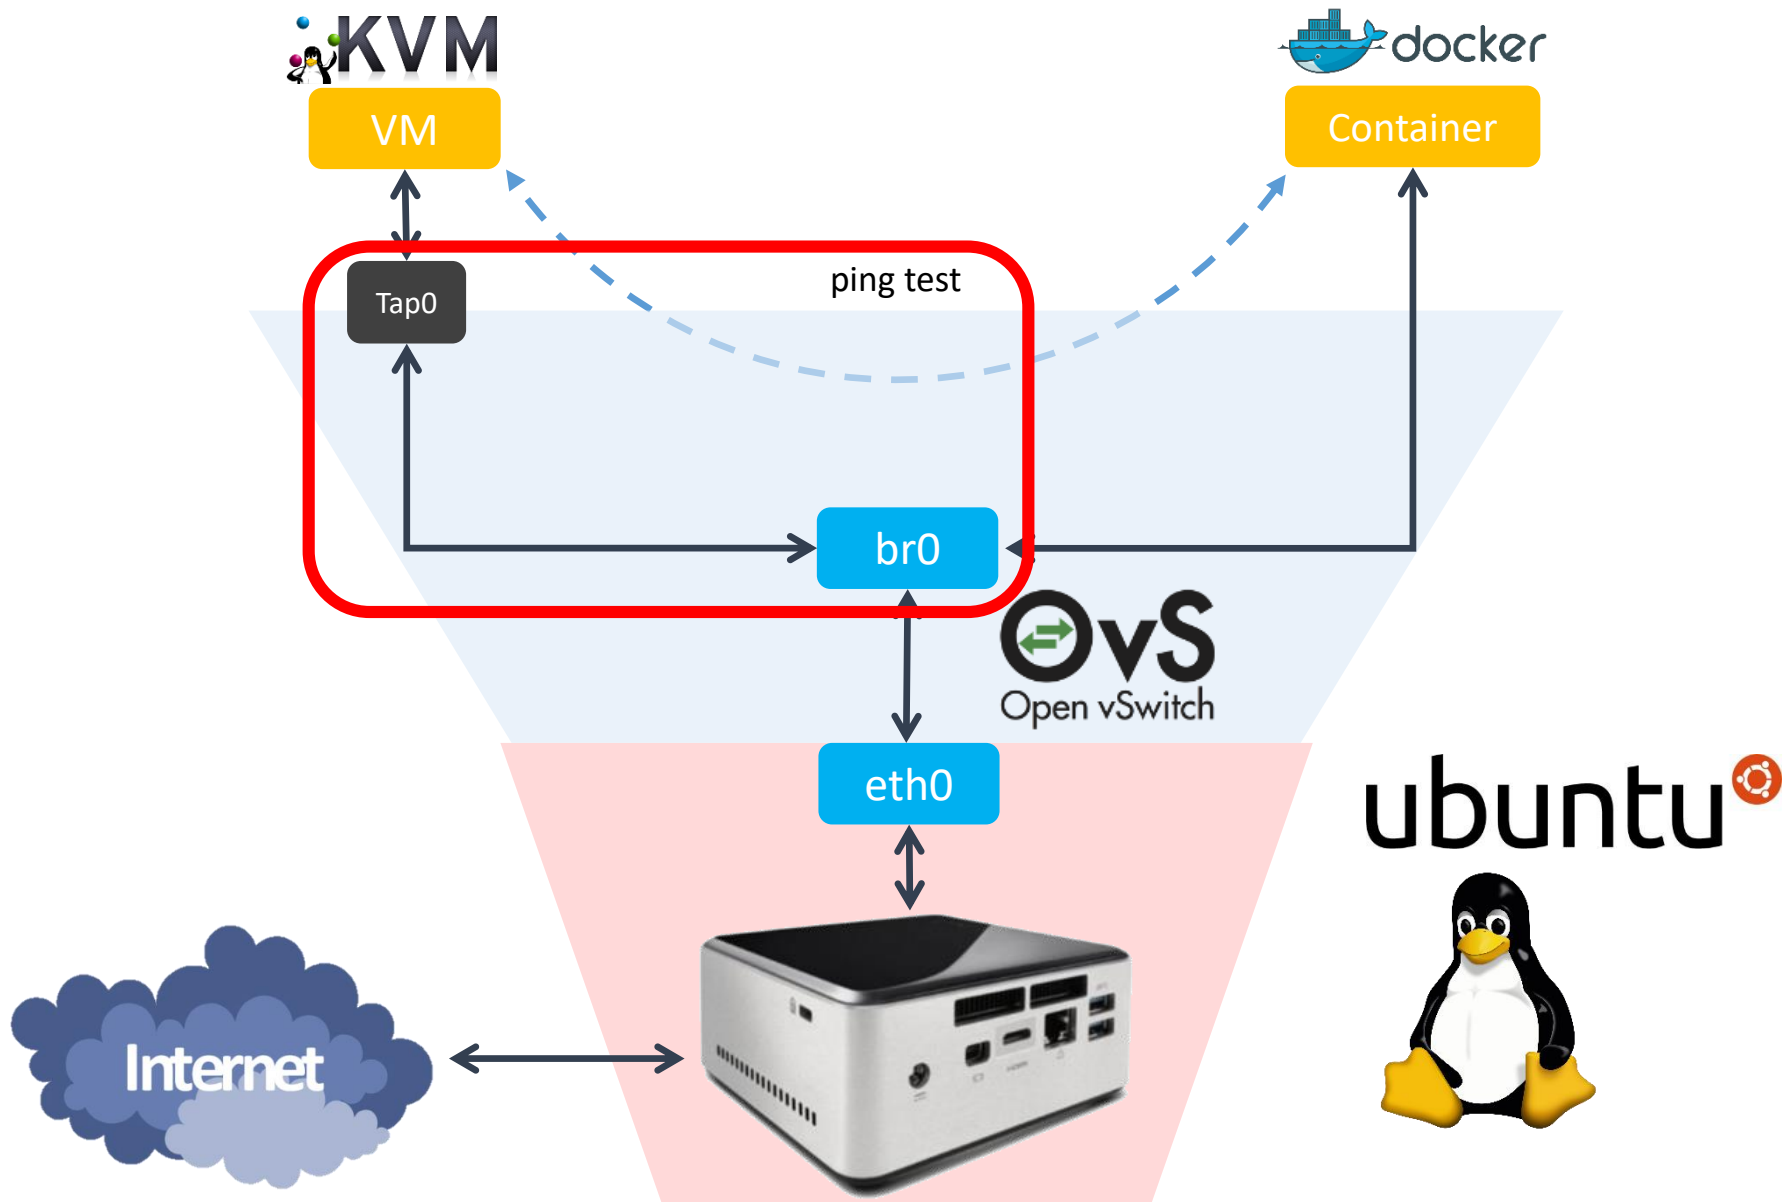 KVM
docker
VM
Container
Tap0
ping test
br0
OvS
Open vSwitch
eth0
ubuntu
Internet